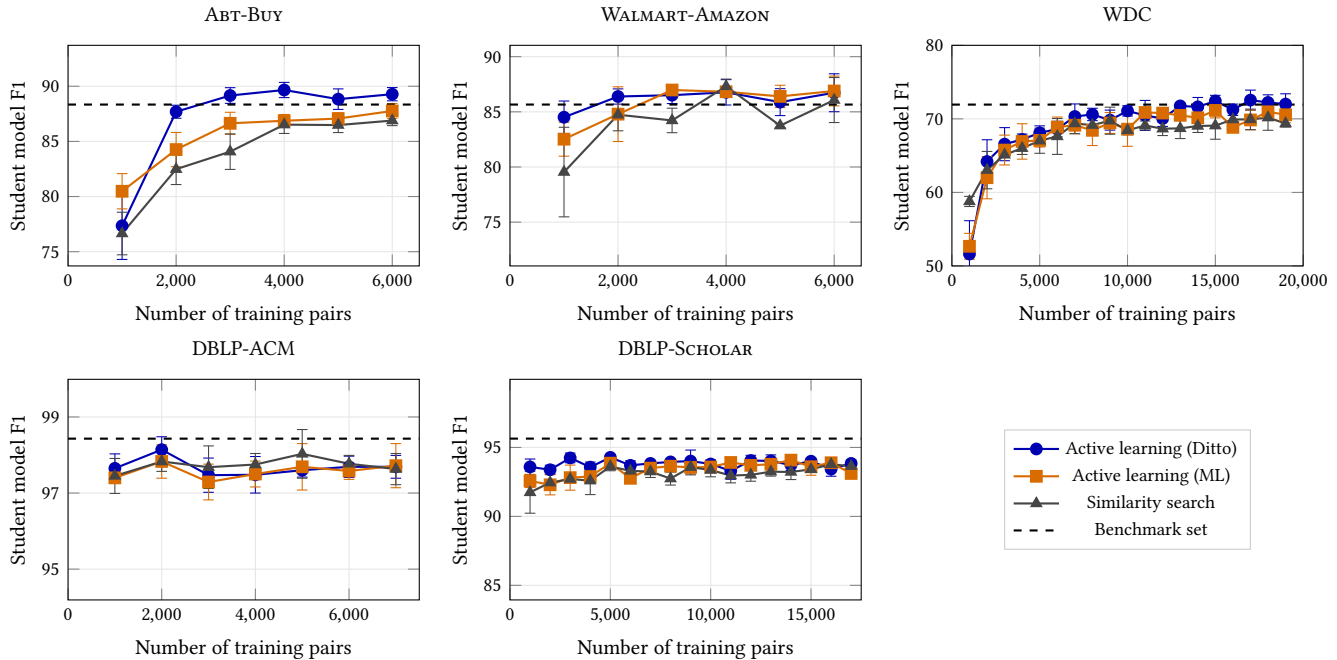 ABT-BUY
WALMART-AMAZON
WDC
Student model F1
90
85
80
75
0
2,000
4,000
6,000
Number of training pairs
Student model F1
90
85
80
75
0
2,000
4,000
6,000
Number of training pairs
Student model F1
80
70
60
50
0
5,000
10,000
15,000
20,000
Number of training pairs
DBLP-ACM
DBLP-SCHOLAR
Student model F1
99
97
95
0
2,000
4,000
6,000
Number of training pairs
Student model F1
95
90
85
0
5,000
10,000
15,000
Number of training pairs
Active learning (Ditto)
Active learning (ML)
Similarity search
Benchmark set